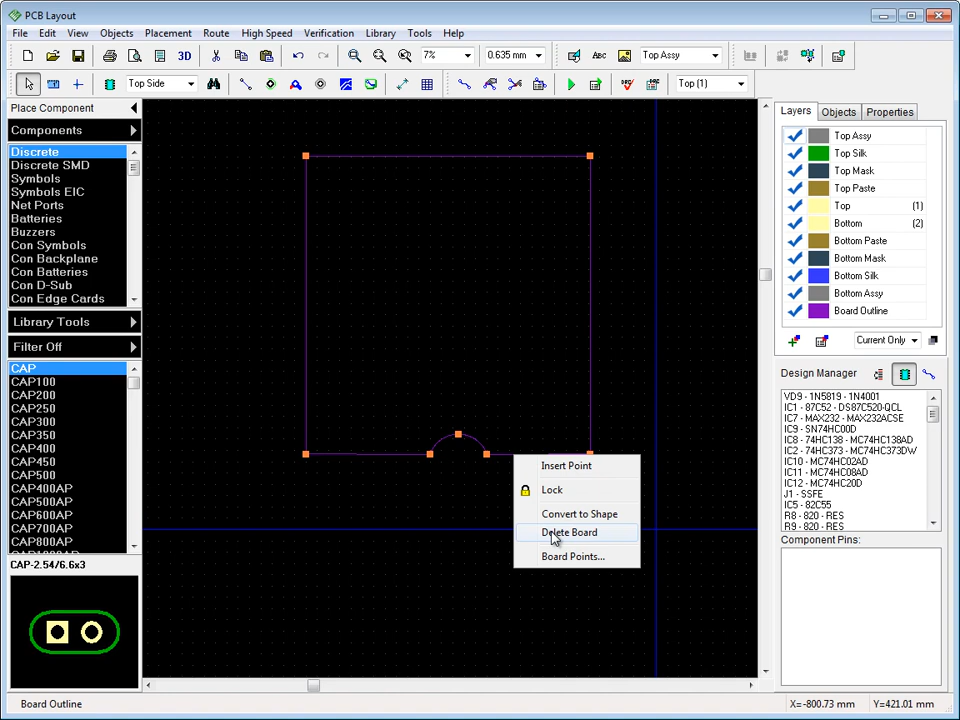 PCB Layout
File Edit View Objects Placement Route High Speed Verification Library Tools Help
3D 7% 0.635 mm ABC Top Assy
Top Side Top (1)
Place Component
Components
Discrete
Discrete SMD
Symbols
Symbols EIC
Net Ports
Batteries
Buzzers
Con Symbols
Con Backplane
Con Batteries
Con D-Sub
Con Edge Cards
Library Tools
Filter Off
CAP
CAP100
CAP200
CAP250
CAP300
CAP350
CAP400
CAP450
CAP500
CAP400AP
CAP500AP
CAP600AP
CAP700AP
CAP800AP
CAP900AP
CAP1000AP
CAP-2.54/6.6x3
Insert Point
Lock
Convert to Shape
Delete Board
Board Points...
Layers Objects Properties
Top Assy
Top Silk
Top Mask
Top Paste
Top (1)
Bottom (2)
Bottom Paste
Bottom Mask
Bottom Silk
Bottom Assy
Board Outline
Current Only
Design Manager
VD9 - 1N5819 - 1N4001
IC1 - 87C52 - DS87C520-QCL
IC7 - MAX232 - MAX232ACSE
IC9 - SN74HC00D
IC8 - 74HC138 - MC74HC138AD
IC2 - 74HC373 - MC74HC373DW
IC10 - MC74HC02AD
IC11 - MC74HC08AD
IC12 - MC74HC20D
J1 - SSFE
IC5 - 82C55
R8 - 820 - RES
R9 - 820 - RES
Component Pins:
Board Outline X=-800.73 mm Y=421.01 mm